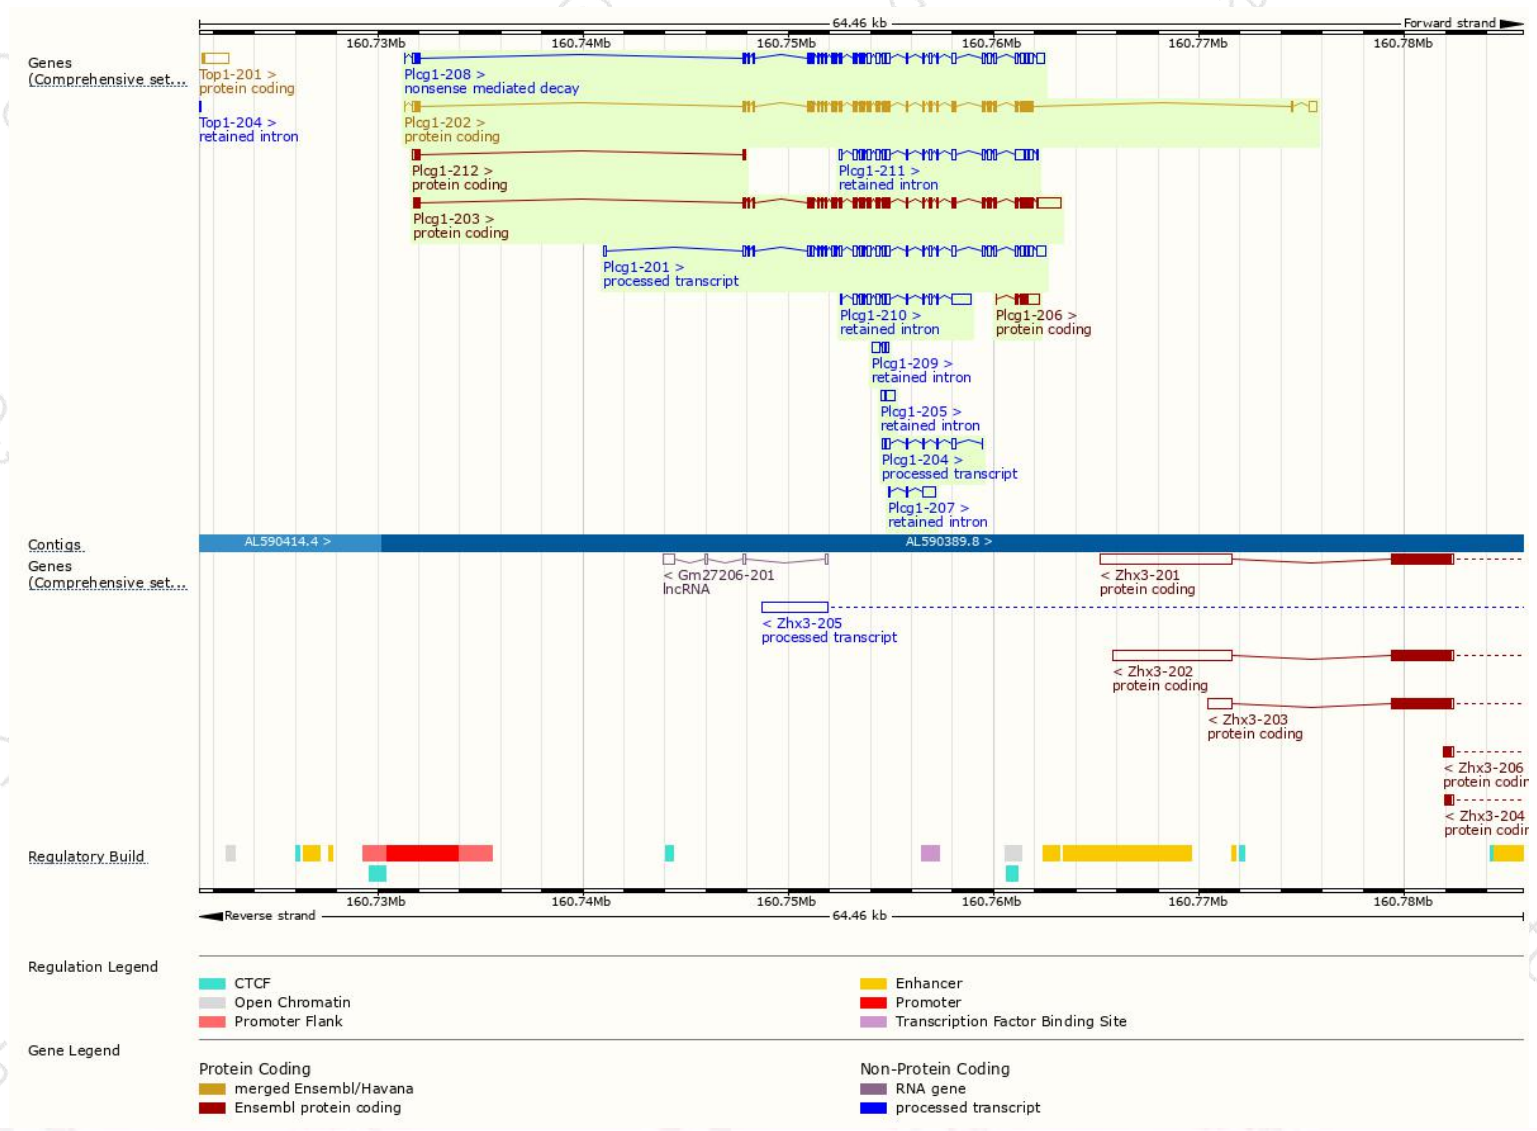 64.46 kb
Forward strand
160.73Mb 160.74Mb 160.75Mb 160.76Mb 160.77Mb 160.78Mb
Genes
(Comprehensive set...
Top1-201 >
protein coding
Plcg1-208 >
nonsense mediated decay
Top1-204 >
retained intron
Plcg1-202 >
protein coding
Plcg1-212 >
protein coding
Plcg1-211 >
retained intron
Plcg1-203 >
protein coding
Plcg1-201 >
processed transcript
Plcg1-210 >
retained intron
Plcg1-206 >
protein coding
Plcg1-209 >
retained intron
Plcg1-205 >
retained intron
Plcg1-204 >
processed transcript
Plcg1-207 >
retained intron
Contigs
AL590414.4 >
AL590389.8 >
Genes
(Comprehensive set...
< Gm27206-201
lncRNA
< Zhx3-201
protein coding
< Zhx3-205
processed transcript
< Zhx3-202
protein coding
< Zhx3-203
protein coding
< Zhx3-206
protein codir
< Zhx3-204
protein codir
Regulatory Build
160.73Mb 160.74Mb 160.75Mb 160.76Mb 160.77Mb 160.78Mb
Reverse strand
64.46 kb
Regulation Legend
CTCF
Open Chromatin
Promoter Flank
Enhancer
Promoter
Transcription Factor Binding Site
Gene Legend
Protein Coding
merged Ensembl/Havana
Ensembl protein coding
Non-Protein Coding
RNA gene
processed transcript